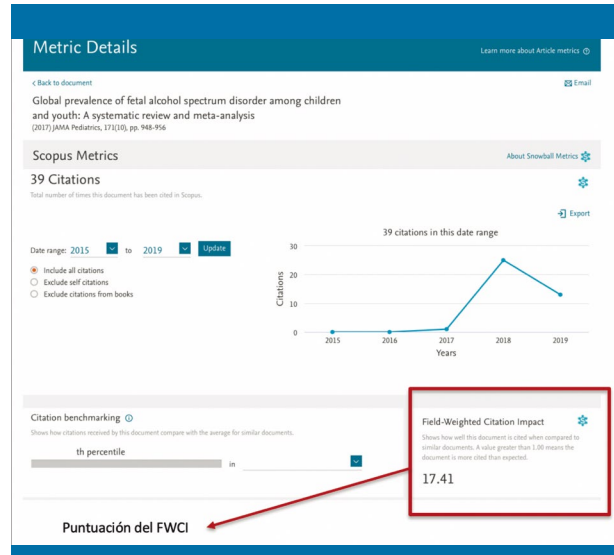 Metric Details
Learn more about Article metrics
< Back to document
Email
Global prevalence of fetal alcohol spectrum disorder among children
and youth: A systematic review and meta-analysis
(2017) JAMA Pediatrics, 171(10), pp. 948-956
Scopus Metrics
About Snowball Metrics
39 Citations
Total number of times this document has been cited in Scopus.
Export
39 citations in this date range
Date range: 2015 to 2019 Update
Include all citations
Exclude self citations
Exclude citations from books
Citations
30
20
10
0
2015 2016 2017 2018 2019
Years
Citation benchmarking
Shows how citations received by this document compare with the average for similar documents.
th percentile
in
Field-Weighted Citation Impact
Shows how well this document is cited when compared to
similar documents. A value greater than 1.00 means the
document is more cited than expected.
17.41
Puntuación del FWCI